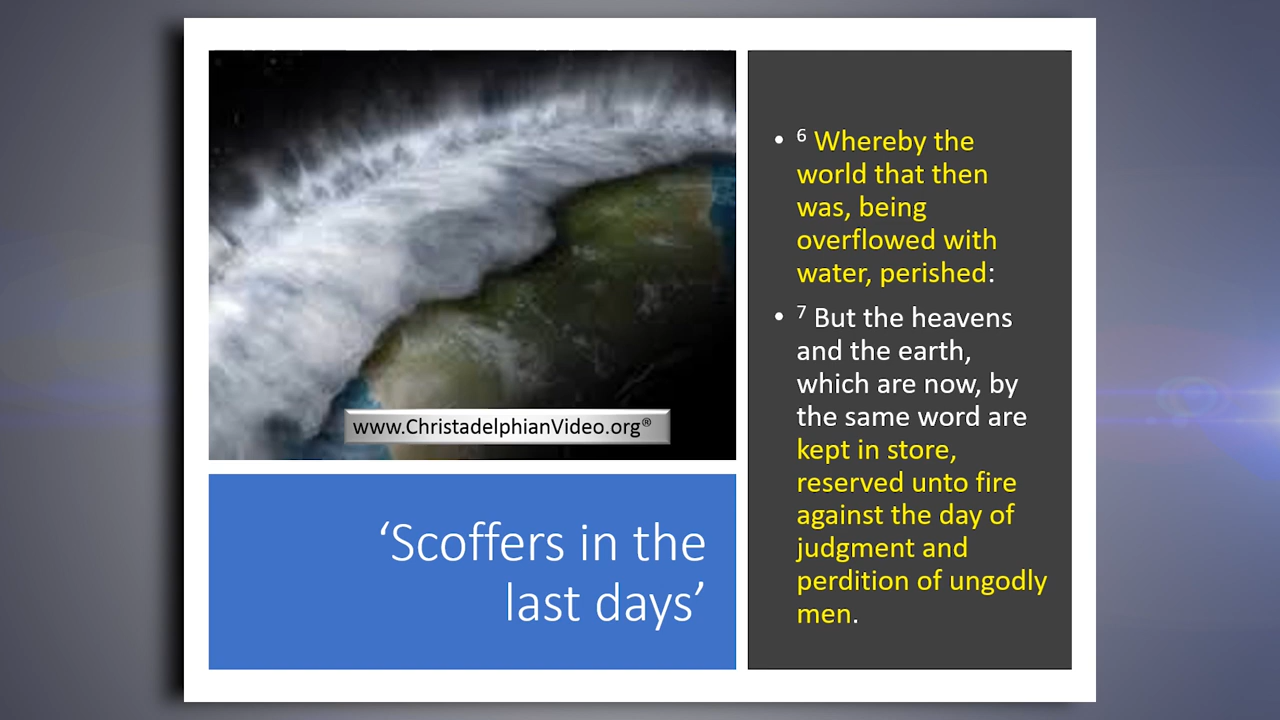 www.ChristadelphianVideo.org®
‘Scoffers in the
last days’
• ⁶ Whereby the
world that then
was, being
overflowed with
water, perished:
• ⁷ But the heavens
and the earth,
which are now, by
the same word are
kept in store,
reserved unto fire
against the day of
judgment and
perdition of ungodly
men.